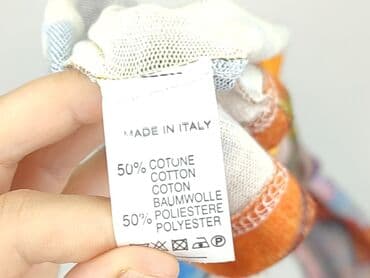 MADE IN ITALY
50% COTONE
COTTON
COTON
BAUMWOLLE
50% POLIESTERE
POLYESTER